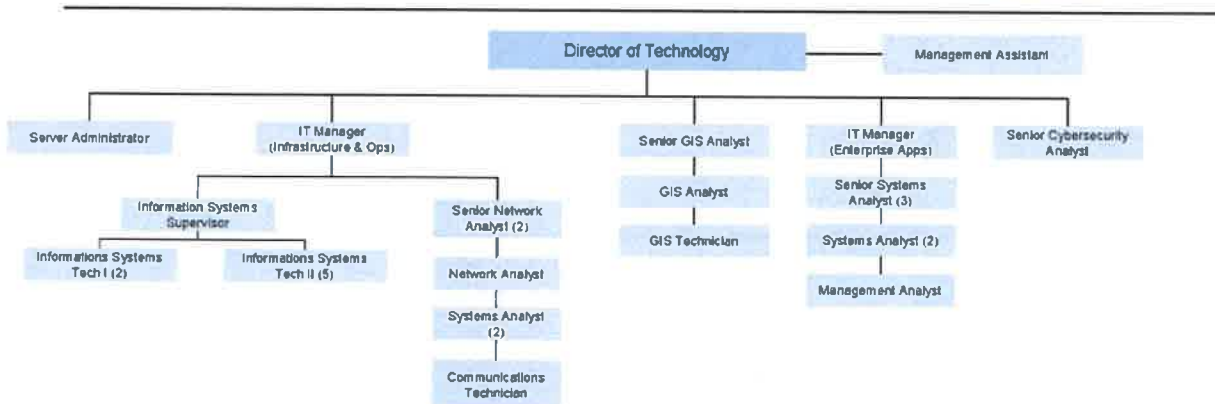 Director of Technology
Management Assistant
Server Administrator
IT Manager
(Infrastructure & Ops)
Senior GIS Analyst
IT Manager
(Enterprise Apps)
Senior Cybersecurity
Analyst
Information Systems
Supervisor
Senior Network
Analyst (2)
GIS Analyst
Senior Systems
Analyst (3)
Informations Systems
Tech I (2)
Informations Systems
Tech II (5)
Network Analyst
GIS Technician
Systems Analyst (2)
Systems Analyst
(2)
Management Analyst
Communications
Technician